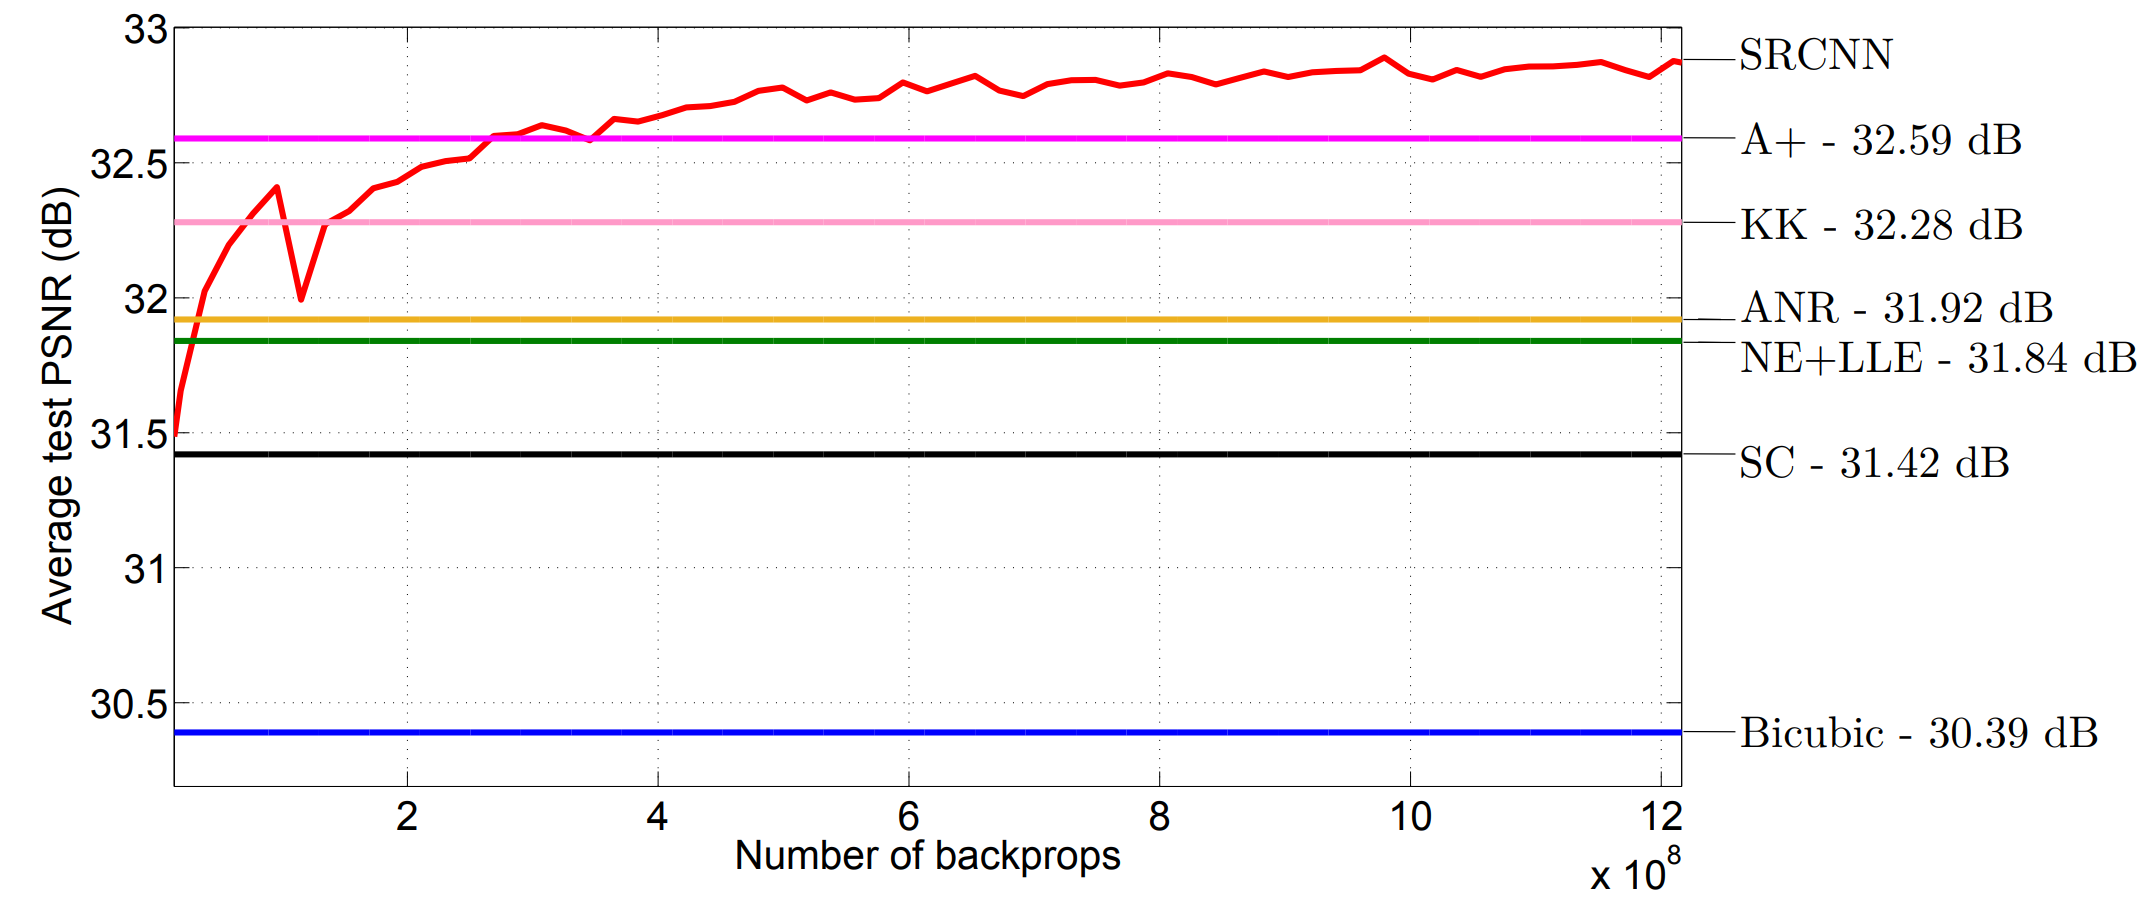 33
32.5
32
31.5
31
30.5
Average test PSNR (dB)
2 4 6 8 10 12
Number of backprops
x 10⁸
SRCNN
A+ - 32.59 dB
KK - 32.28 dB
ANR - 31.92 dB
NE+LLE - 31.84 dB
SC - 31.42 dB
Bicubic - 30.39 dB